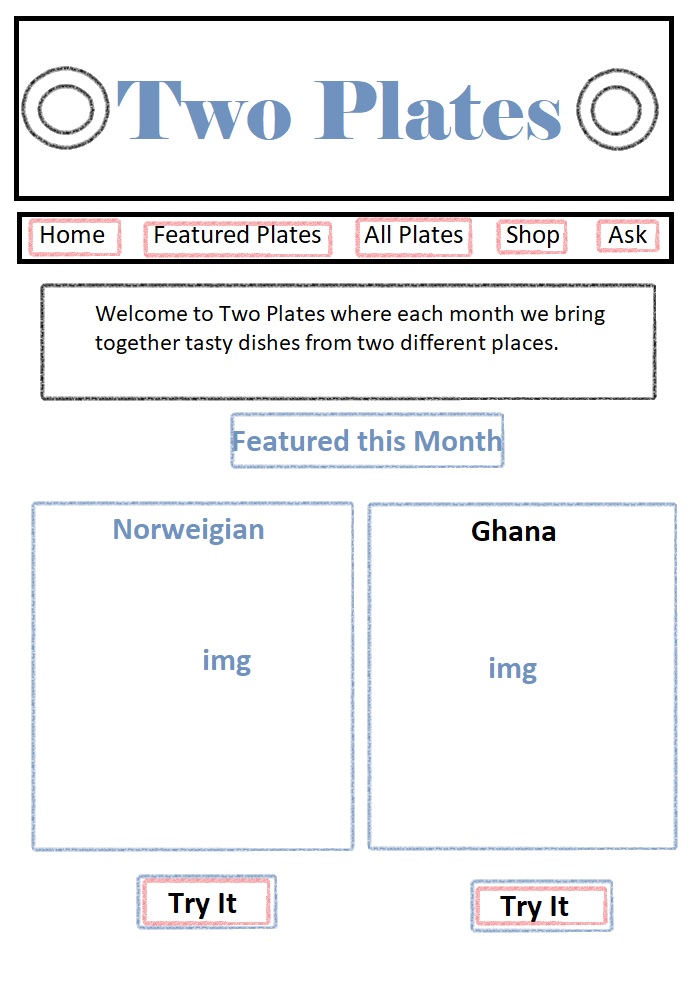 Two Plates
Home Featured Plates All Plates Shop Ask
Welcome to Two Plates where each month we bring
together tasty dishes from two different places.
Featured this Month
Norweigian
Ghana
img
img
Try It
Try It